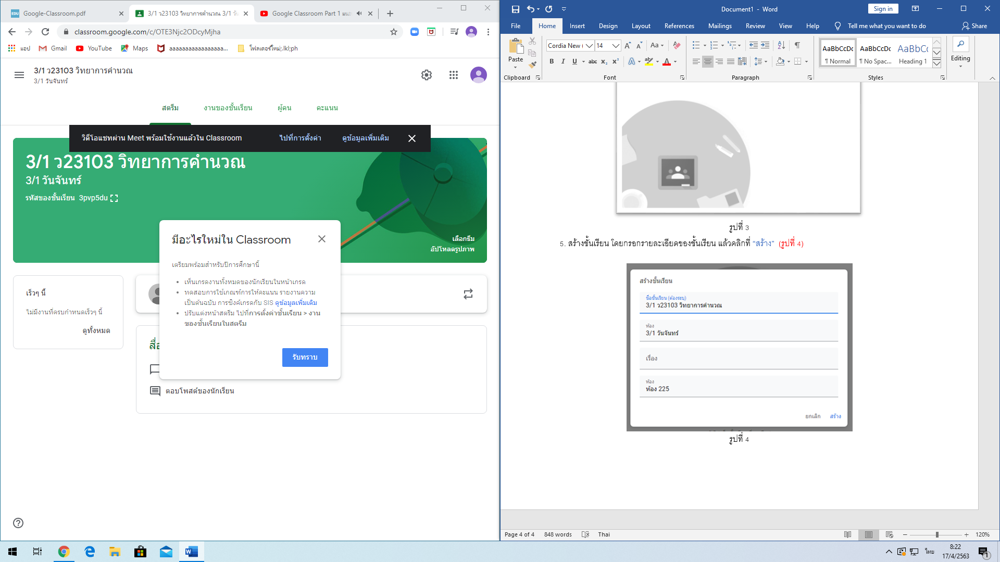 Google-Classroom.pdf
3/1 ว23103 วิทยาการคำนวณ 3/1 วัน
Google Classroom Part 1 แนะ
classroom.google.com/c/OTE3Njc2ODcyMjha
แอป
Gmail
YouTube
Maps
aaaaaaaaaaaaaaaaa...
โฟลเดอร์ใหม่;.lkl;ph
3/1 ว23103 วิทยาการคำนวณ
3/1 วันจันทร์
สตรีม
งานของชั้นเรียน
ผู้คน
คะแนน
วิดีโอแชทผ่าน Meet พร้อมใช้งานแล้วใน Classroom
ไปที่การตั้งค่า
ดูข้อมูลเพิ่มเติม
3/1 ว23103 วิทยาการคำนวณ
3/1 วันจันทร์
รหัสของชั้นเรียน 3pvp5du
เลือกธีม
อัปโหลดรูปภาพ
มีอะไรใหม่ใน Classroom
เตรียมพร้อมสำหรับปีการศึกษานี้
เห็นเกรดงานทั้งหมดของนักเรียนในหน้าเกรด
ทดสอบการใช้เกณฑ์การให้คะแนน รายงานความ
เป็นต้นฉบับ การซิงค์เกรดกับ SIS ดูข้อมูลเพิ่มเติม
ปรับแต่งหน้าสตรีม ไปที่การตั้งค่าชั้นเรียน > งาน
ของชั้นเรียนในสตรีม
รับทราบ
เร็วๆ นี้
ไม่มีงานที่ครบกำหนดเร็วๆ นี้
ดูทั้งหมด
สื่อ
ตอบโพสต์ของนักเรียน
Document1 - Word
Sign in
File
Home
Insert
Design
Layout
References
Mailings
Review
View
Help
Tell me what you want to do
Share
Paste
Clipboard
Cordia New (
14
Font
Paragraph
AaBbCcDc
¶ Normal
AaBbCcDc
¶ No Spac...
AaBbCc
Heading 1
Styles
Editing
รูปที่ 3
5. สร้างชั้นเรียน โดยกรอกรายละเอียดของชั้นเรียน แล้วคลิกที่ “สร้าง” (รูปที่ 4)
สร้างชั้นเรียน
ชื่อชั้นเรียน (ต้องระบุ)
3/1 ว23103 วิทยาการคำนวณ
ห้อง
3/1 วันจันทร์
เรื่อง
ห้อง
ห้อง 225
ยกเลิก
สร้าง
รูปที่ 4
Page 4 of 4
848 words
Thai
120%
ไทย
8:22
17/4/2563
1